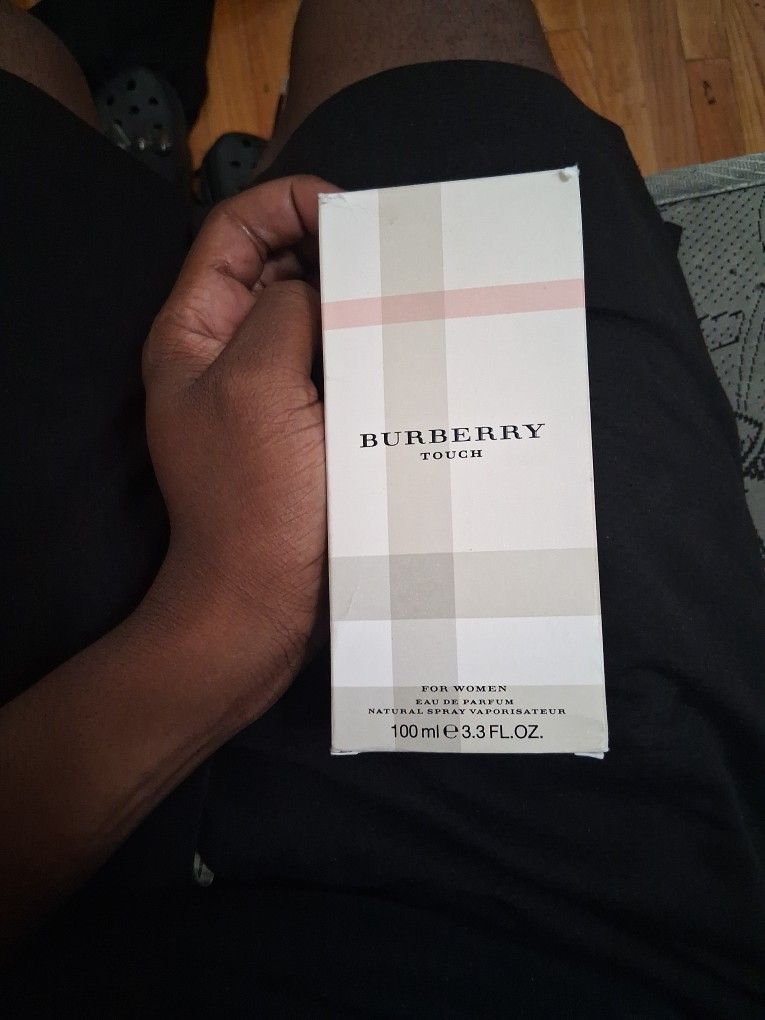 BURBERRY
TOUCH
FOR WOMEN
EAU DE PARFUM
NATURAL SPRAY VAPORISATEUR
100 ml ℮ 3.3 FL.OZ.